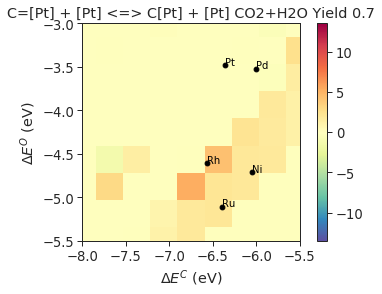 C=[Pt] + [Pt] <=> C[Pt] + [Pt] CO2+H2O Yield 0.7
−3.0
−3.5
−4.0
−4.5
−5.0
−5.5
ΔE^O (eV)
Pt
Pd
Rh
Ni
Ru
−8.0 −7.5 −7.0 −6.5 −6.0 −5.5
ΔE^C (eV)
10
5
0
−5
−10